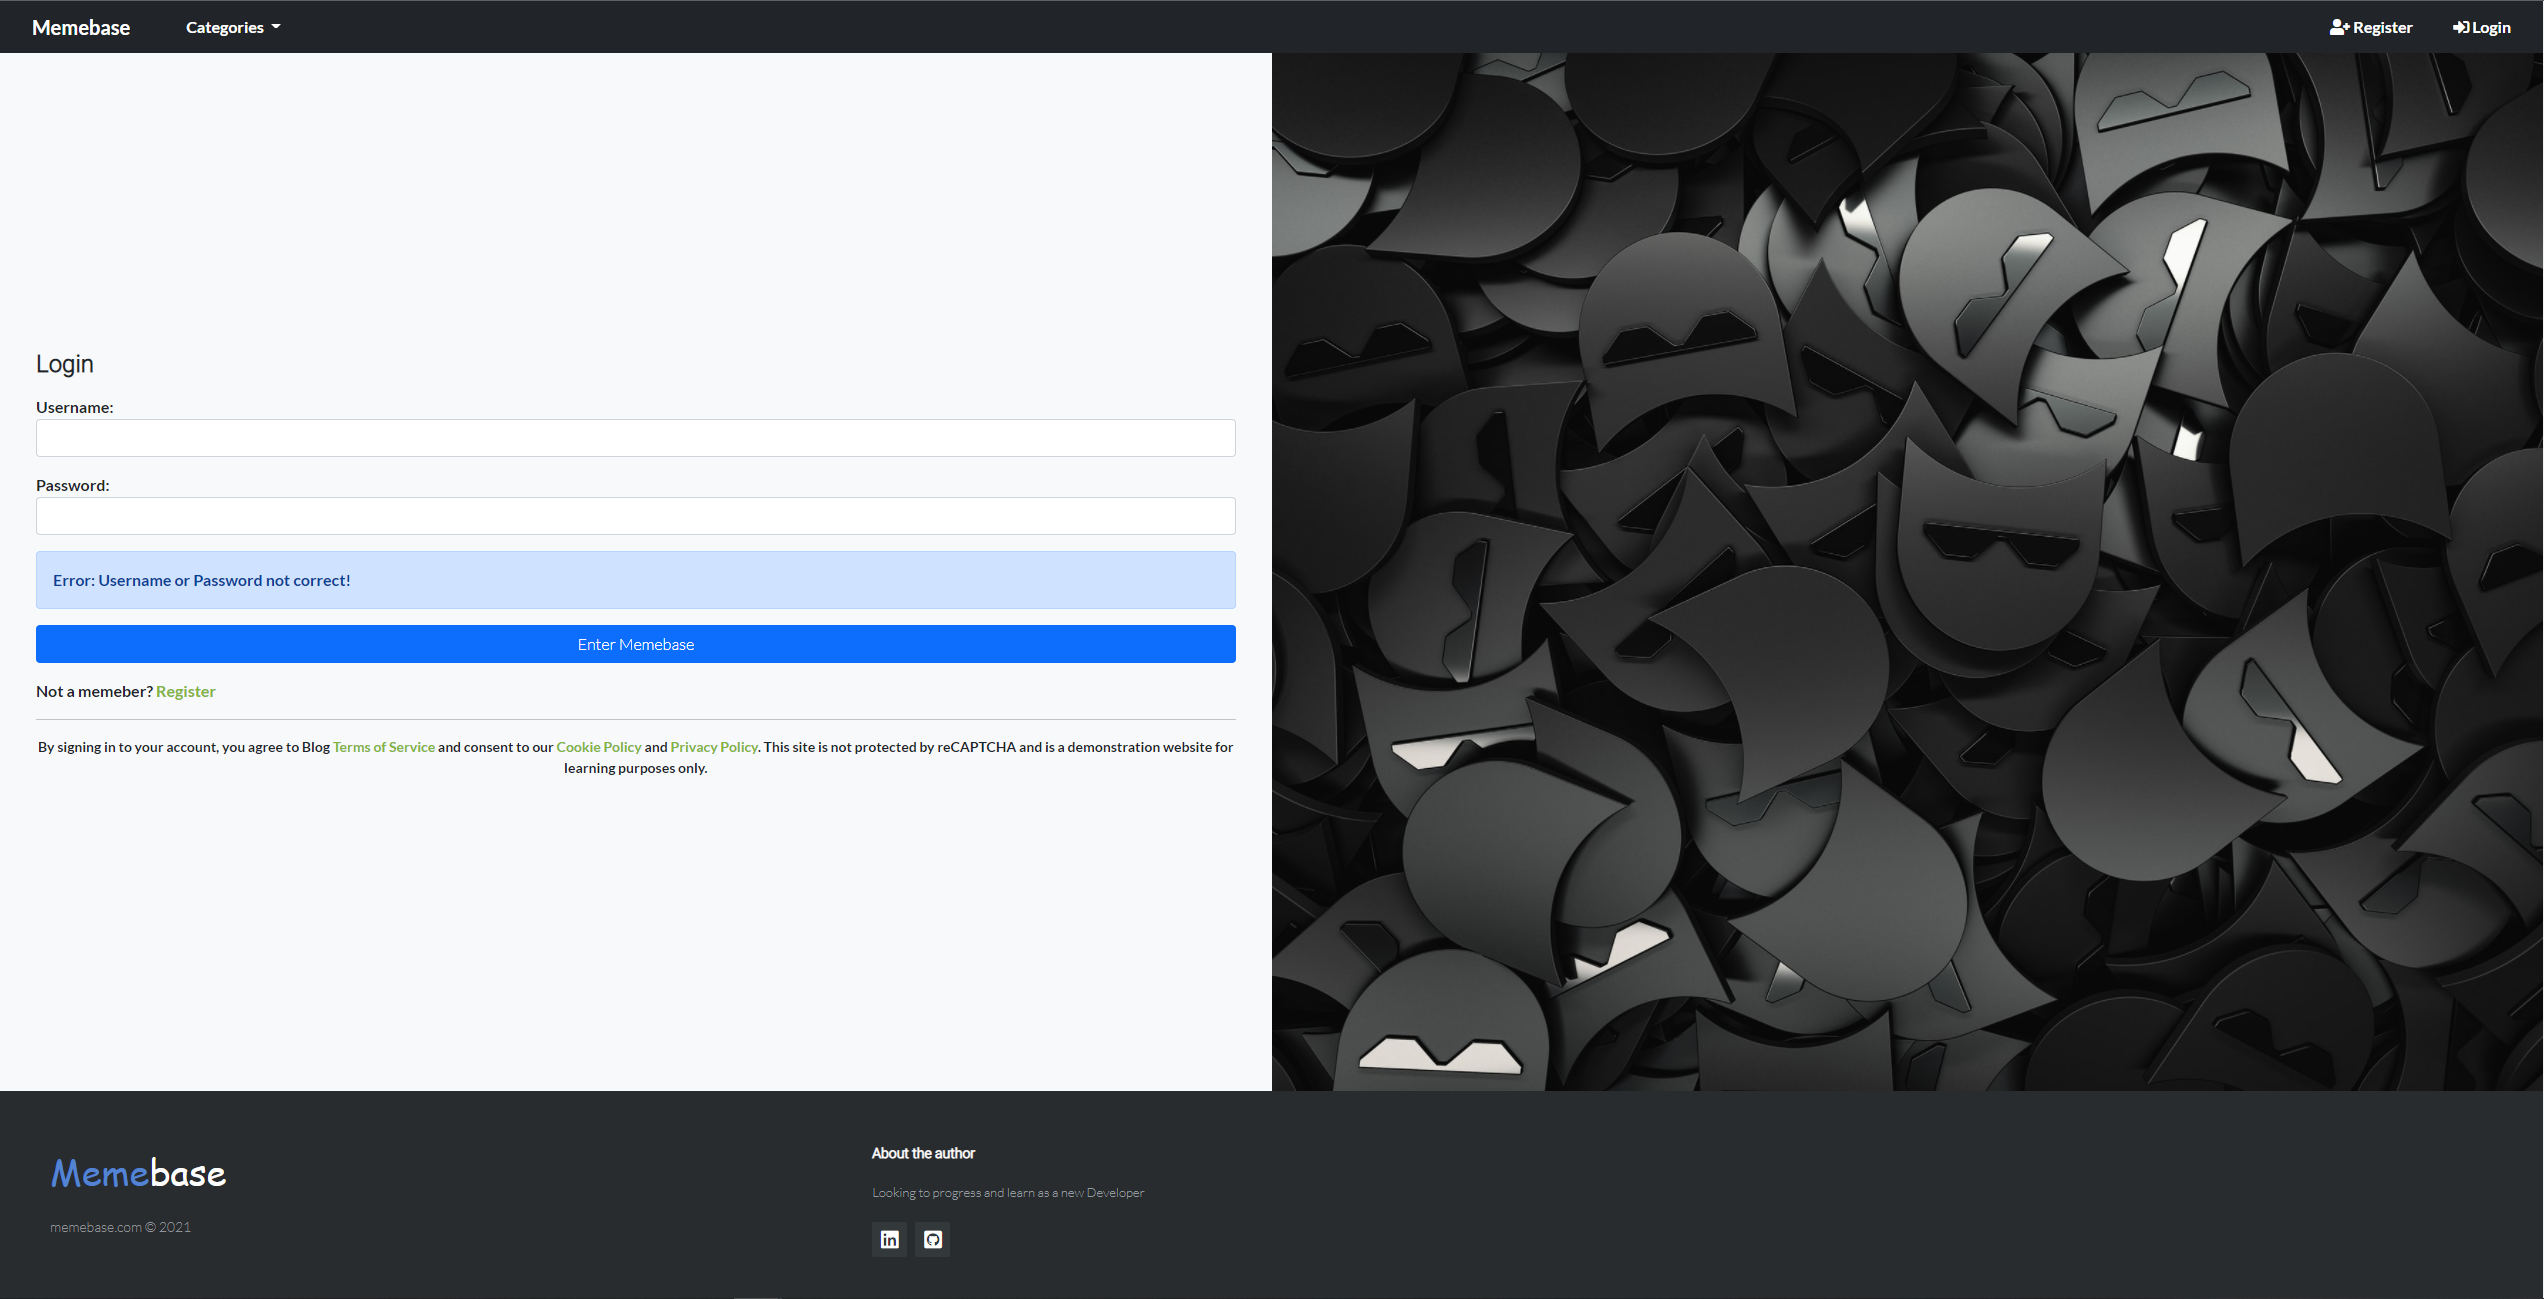 Memebase
Categories
Register
Login
Login
Username:
Password:
Error: Username or Password not correct!
Enter Memebase
Not a memeber? Register
By signing in to your account, you agree to Blog Terms of Service and consent to our Cookie Policy and Privacy Policy. This site is not protected by reCAPTCHA and is a demonstration website for
learning purposes only.
Memebase
memebase.com © 2021
About the author
Looking to progress and learn as a new Developer
in